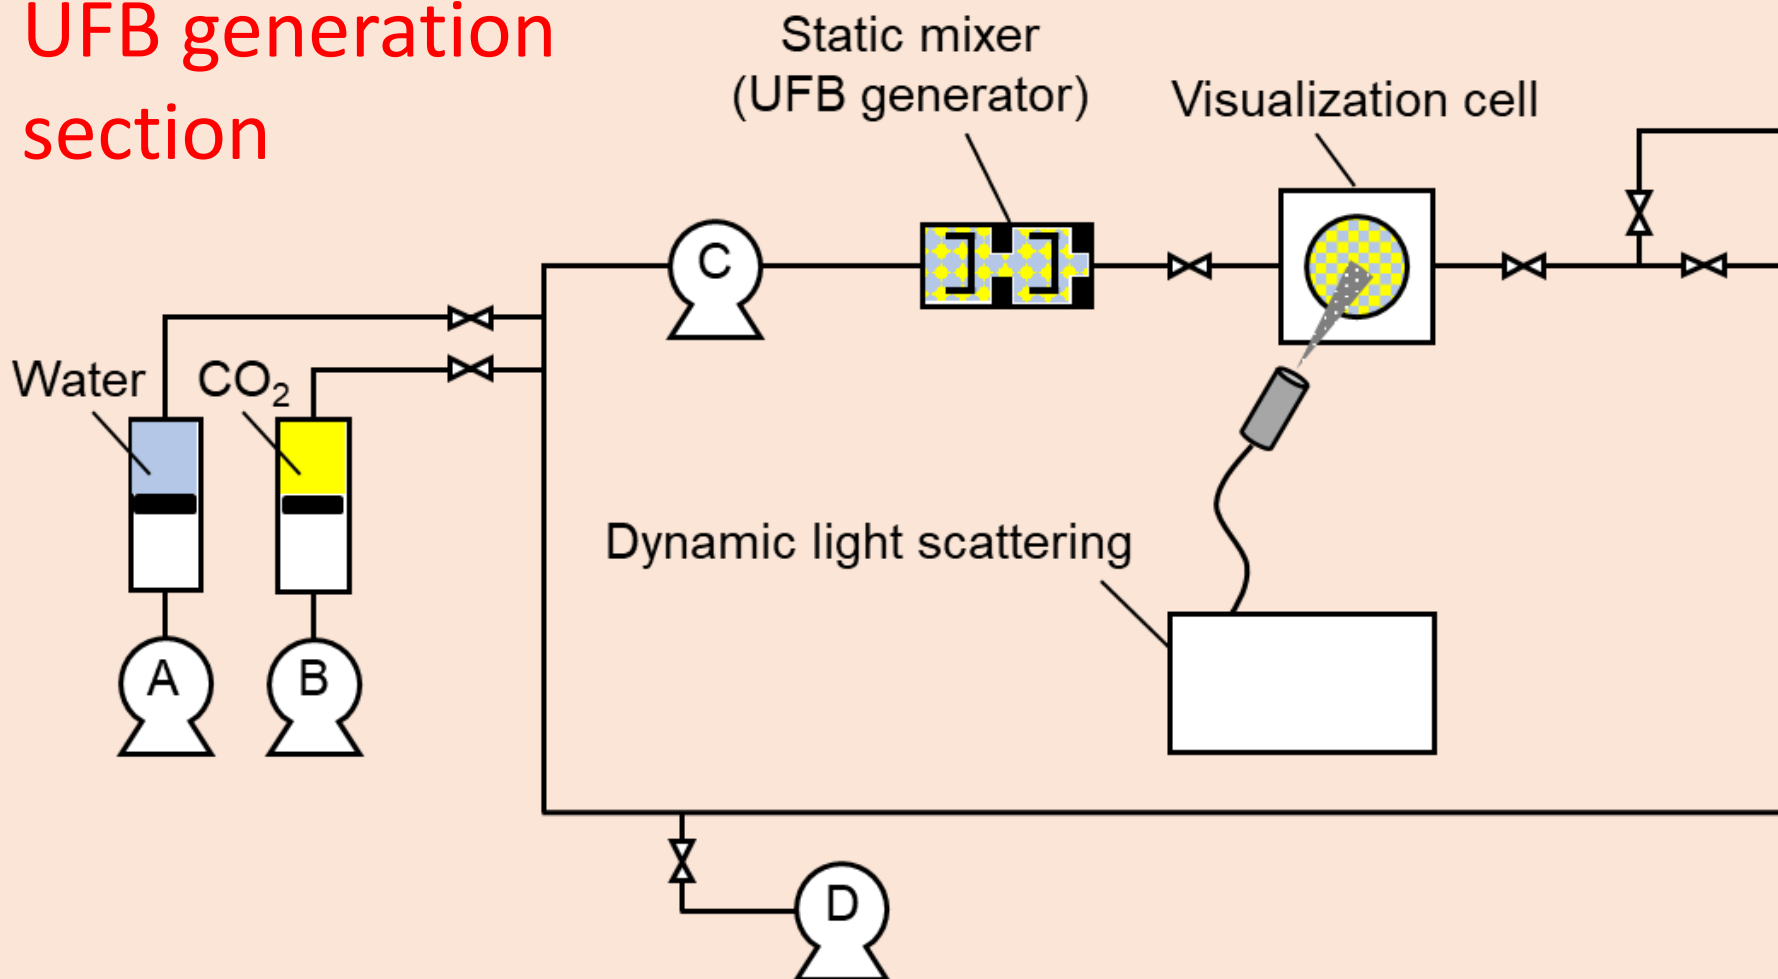 UFB generation
section
Static mixer
(UFB generator)
Visualization cell
C
Water
CO₂
Dynamic light scattering
A
B
D